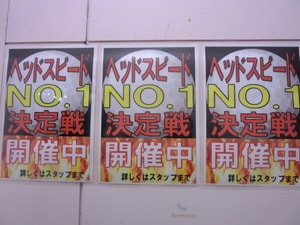 ヘッドスピード
NO.1
決定戦
開催中
詳しくはスタッフまで
ヘッドスピード
NO.1
決定戦
開催中
詳しくはスタッフまで
ヘッドスピード
NO.1
決定戦
開催中
詳しくはスタッフまで